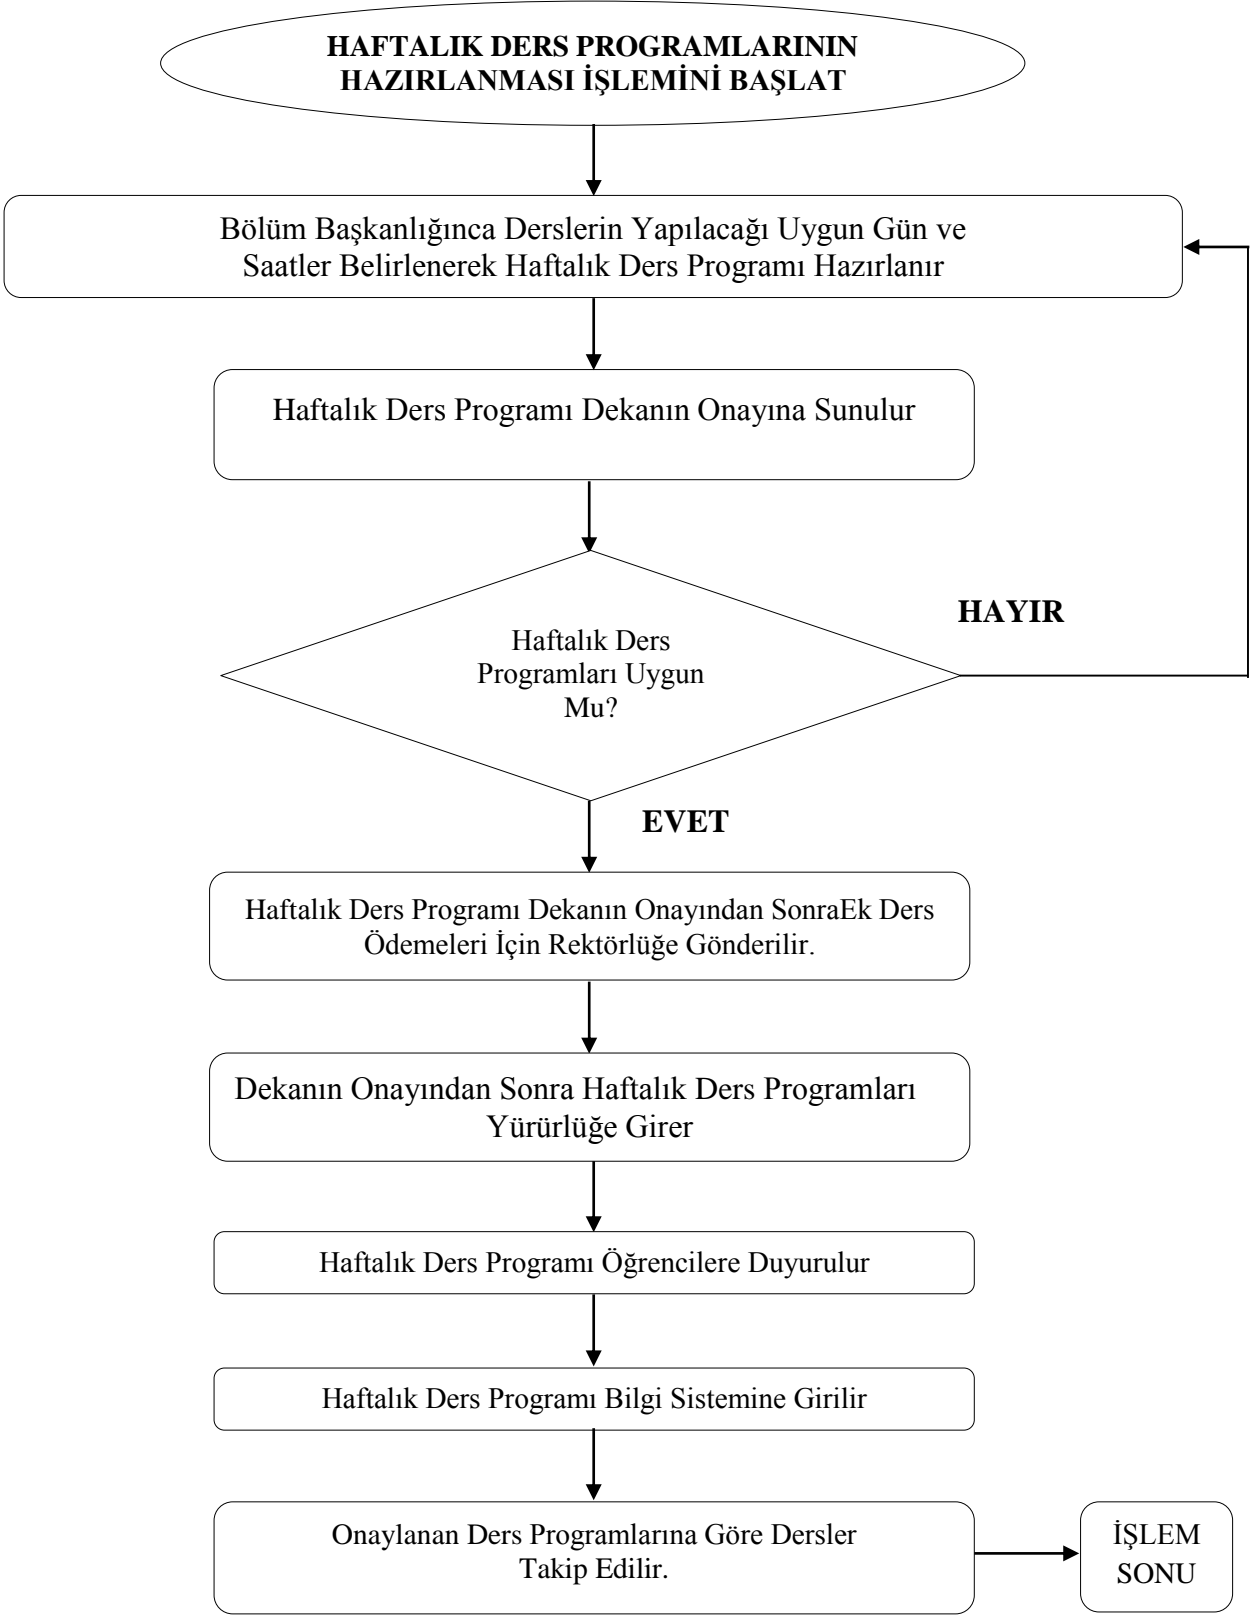 HAFTALIK DERS PROGRAMLARININ
HAZIRLANMASI İŞLEMİNİ BAŞLAT
Bölüm Başkanlığınca Derslerin Yapılacağı Uygun Gün ve
Saatler Belirlenerek Haftalık Ders Programı Hazırlanır
Haftalık Ders Programı Dekanın Onayına Sunulur
HAYIR
Haftalık Ders
Programları Uygun
Mu?
EVET
Haftalık Ders Programı Dekanın Onayından SonraEk Ders
Ödemeleri İçin Rektörlüğe Gönderilir.
Dekanın Onayından Sonra Haftalık Ders Programları
Yürürlüğe Girer
Haftalık Ders Programı Öğrencilere Duyurulur
Haftalık Ders Programı Bilgi Sistemine Girilir
Onaylanan Ders Programlarına Göre Dersler
Takip Edilir.
İŞLEM
SONU